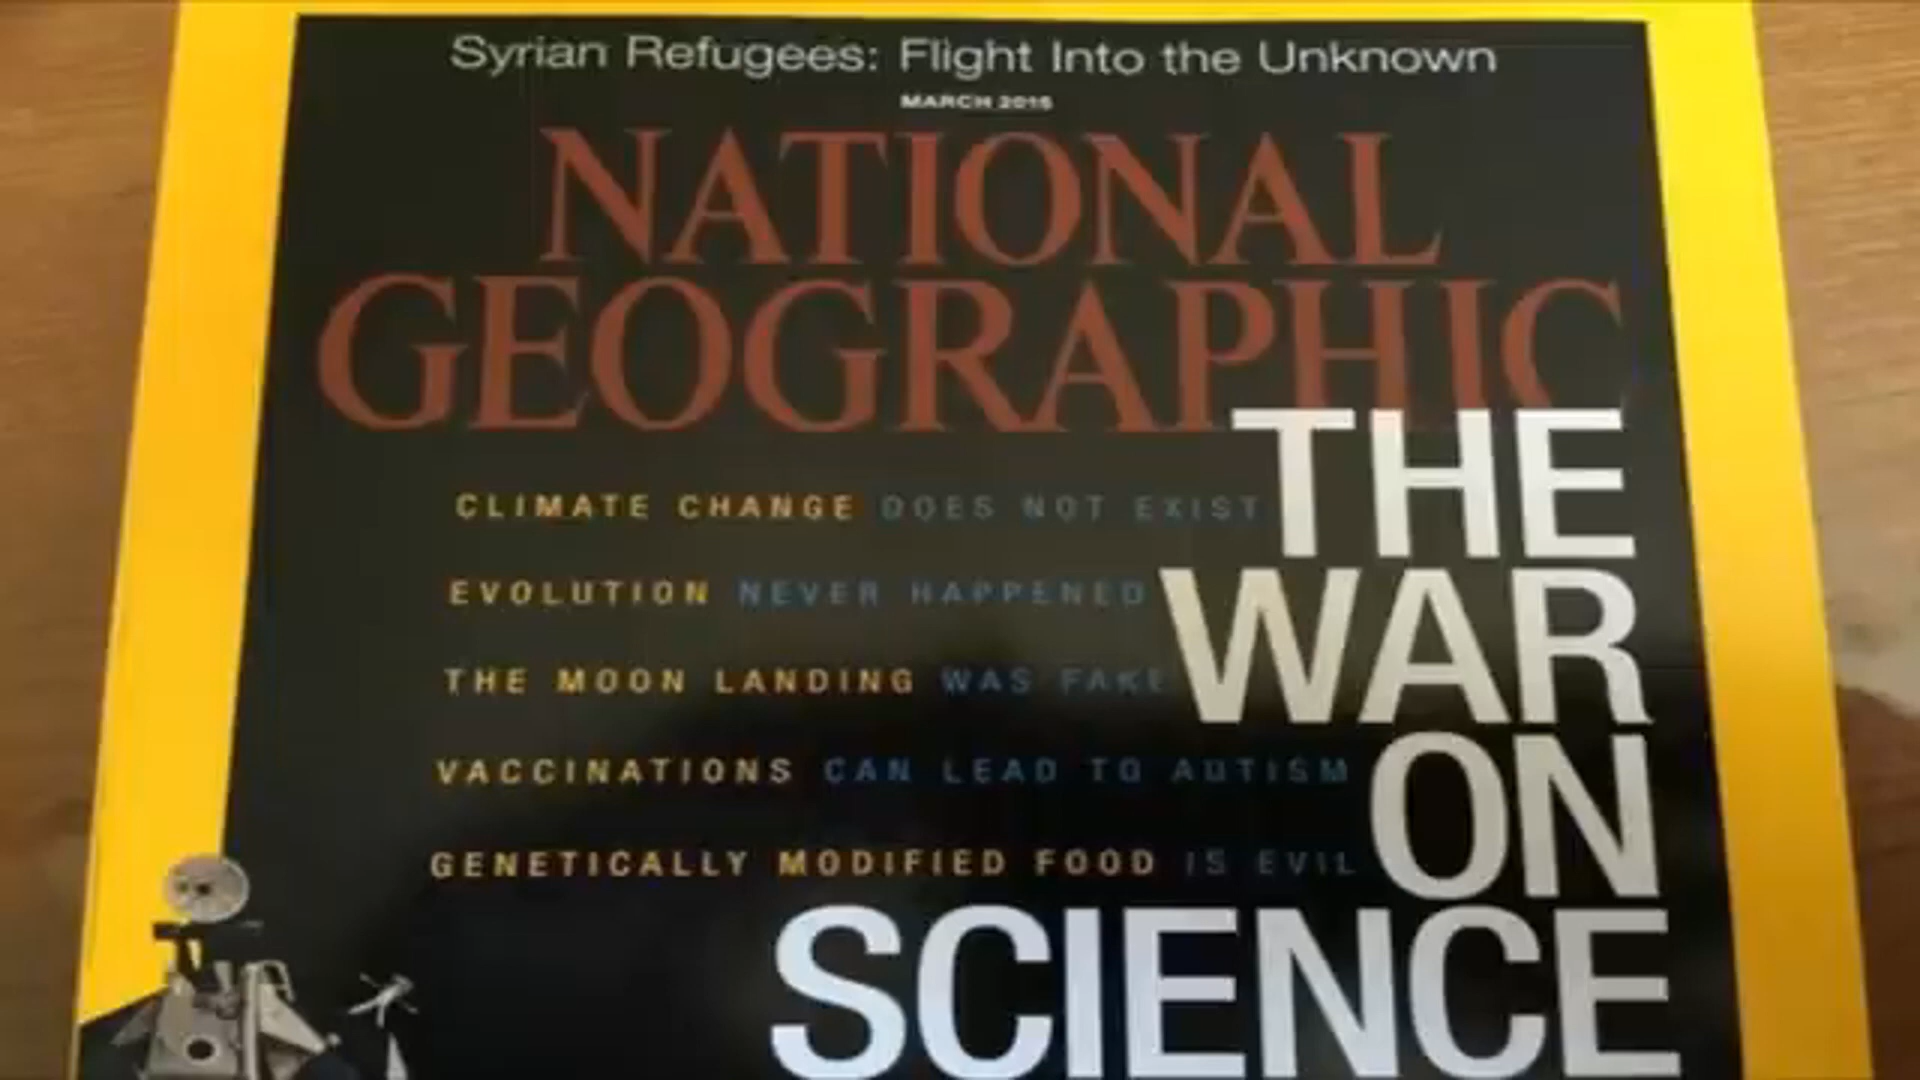 Syrian Refugees: Flight Into the Unknown
MARCH 2015
NATIONAL
GEOGRAPHIC
THE
CLIMATE CHANGE DOES NOT EXIST
EVOLUTION NEVER HAPPENED
WAR
THE MOON LANDING WAS FAKE
VACCINATIONS CAN LEAD TO AUTISM
ON
GENETICALLY MODIFIED FOOD IS EVIL
SCIENCE